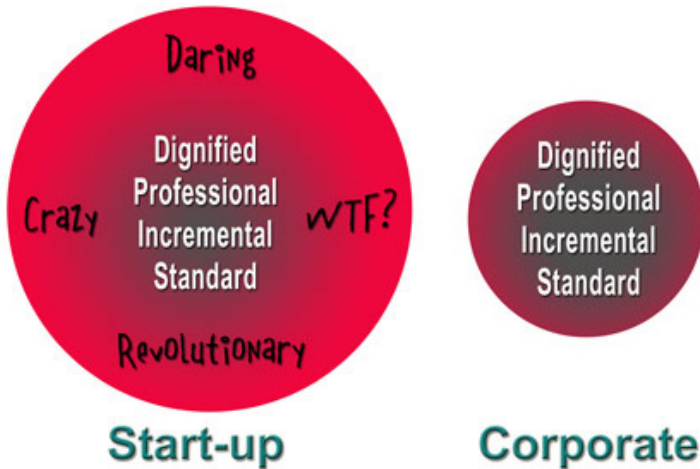 Daring
Dignified
Professional
Incremental
Standard
Crazy
WTF?
Revolutionary
Start-up
Dignified
Professional
Incremental
Standard
Corporate